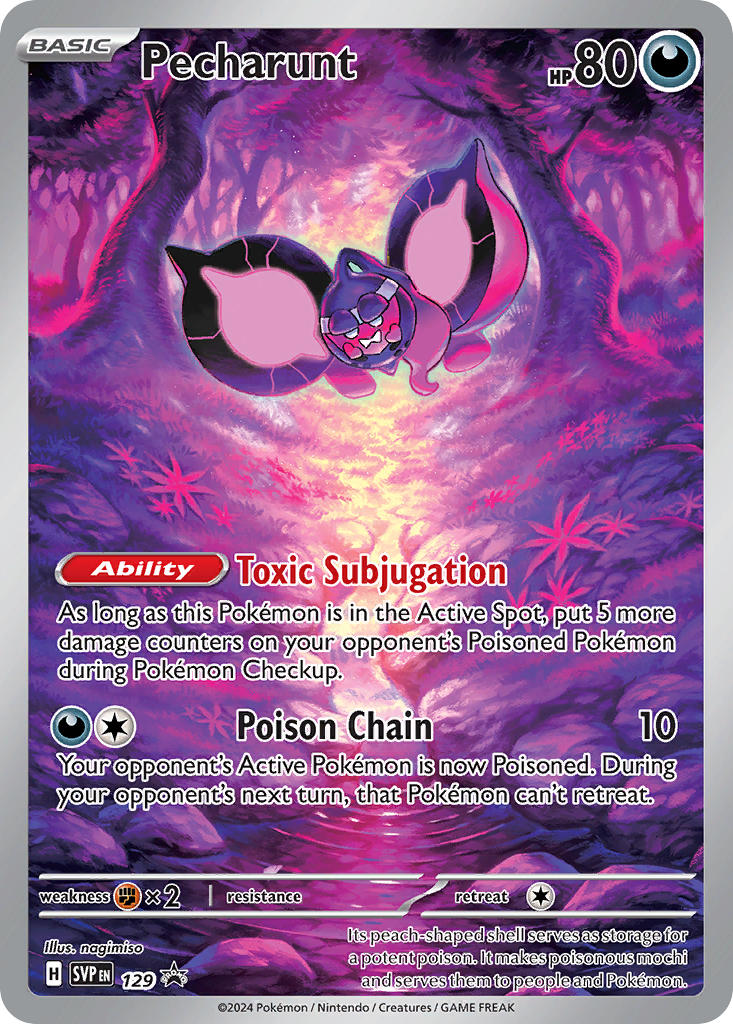 BASIC
Pecharunt
HP 80
Ability Toxic Subjugation
As long as this Pokémon is in the Active Spot, put 5 more
damage counters on your opponent's Poisoned Pokémon
during Pokémon Checkup.
Poison Chain 10
Your opponent's Active Pokémon is now Poisoned. During
your opponent's next turn, that Pokémon can't retreat.
weakness ×2 resistance retreat
Illus. nagimiso
Its peach-shaped shell serves as storage for
a potent poison. It makes poisonous mochi
and serves them to people and Pokémon.
H SVP EN 129
©2024 Pokémon / Nintendo / Creatures / GAME FREAK